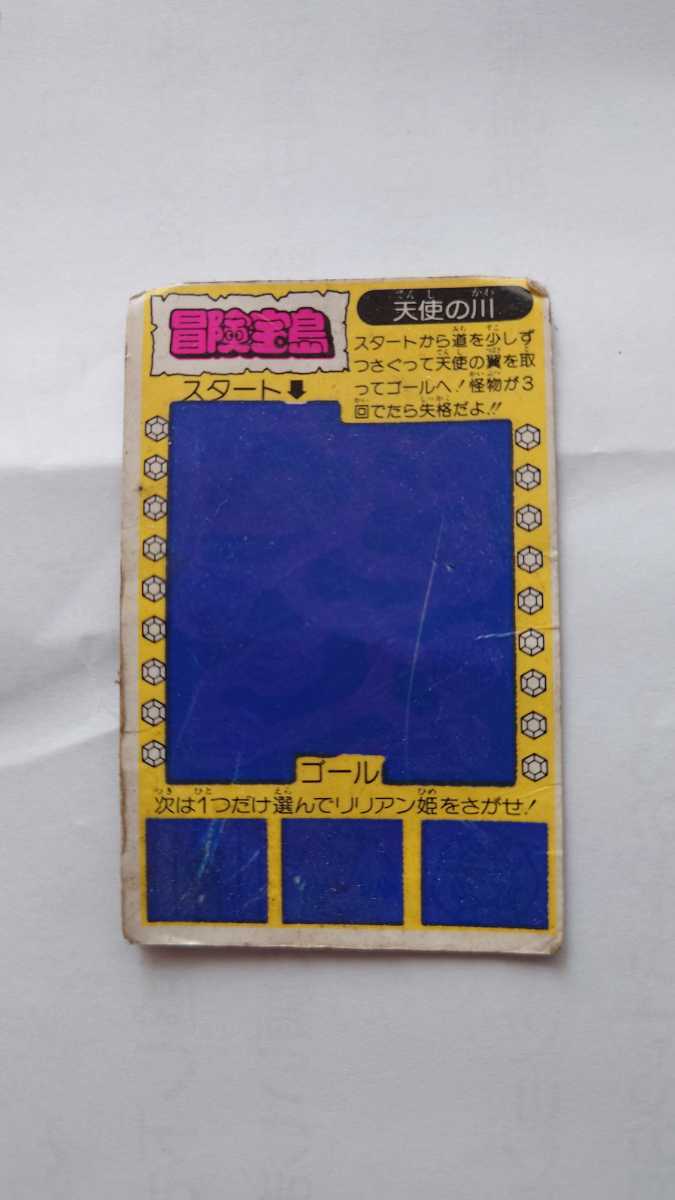 冒険宝島
天使の川
スタートから道を少しず
つさぐって天使の翼を取
ってゴールへ!怪物が3
回でたら失格だよ!!
スタート
ゴール
次は1つだけ選んでリリアン姫をさがせ!